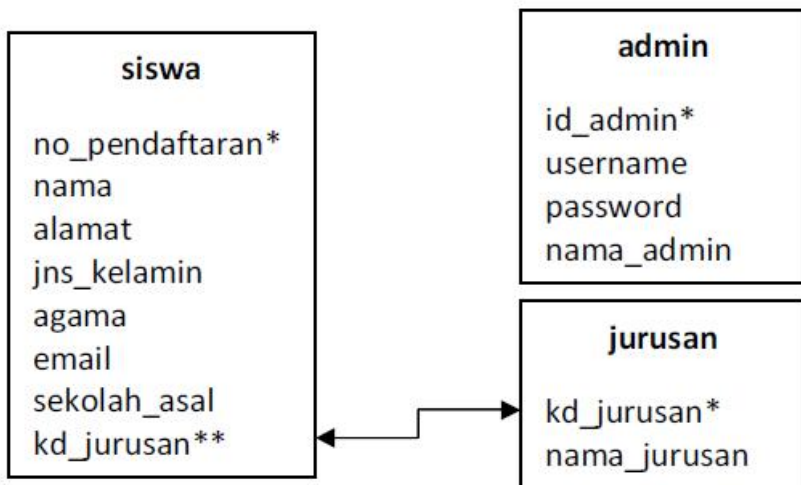 siswa
no_pendaftaran*
nama
alamat
jns_kelamin
agama
email
sekolah_asal
kd_jurusan**
admin
id_admin*
username
password
nama_admin
jurusan
kd_jurusan*
nama_jurusan